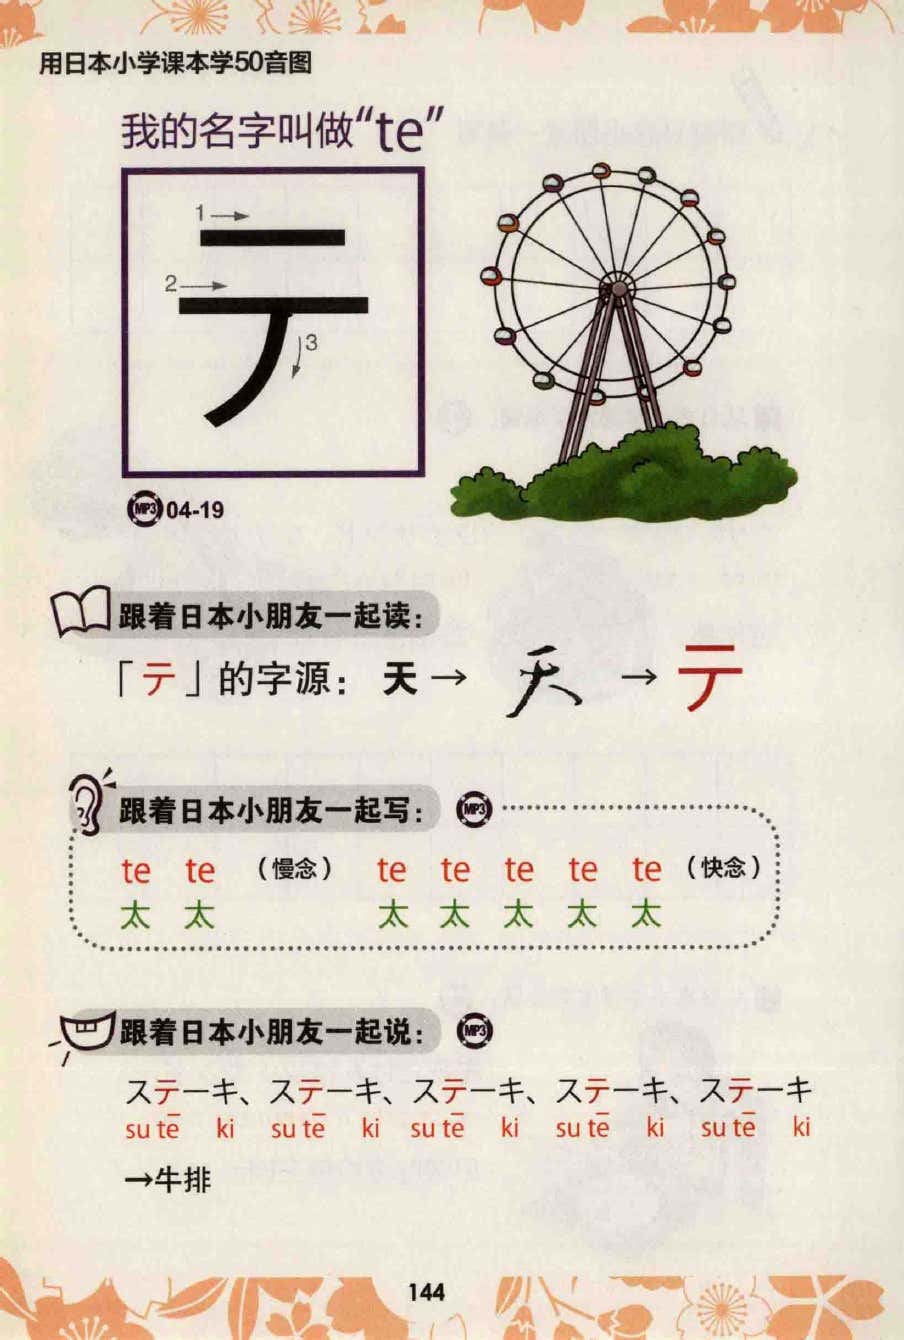 用日本小学课本学50音图
我的名字叫做“te”
1
テ
2
3
MP3 04-19
跟着日本小朋友一起读：
「テ」的字源：天→天→テ
跟着日本小朋友一起写： MP3
te te （慢念） te te te te te （快念）
太 太 太 太 太 太 太
跟着日本小朋友一起说： MP3
ステーキ、ステーキ、ステーキ、ステーキ、ステーキ
su tē ki su tē ki su tē ki su tē ki su tē ki
→牛排
144